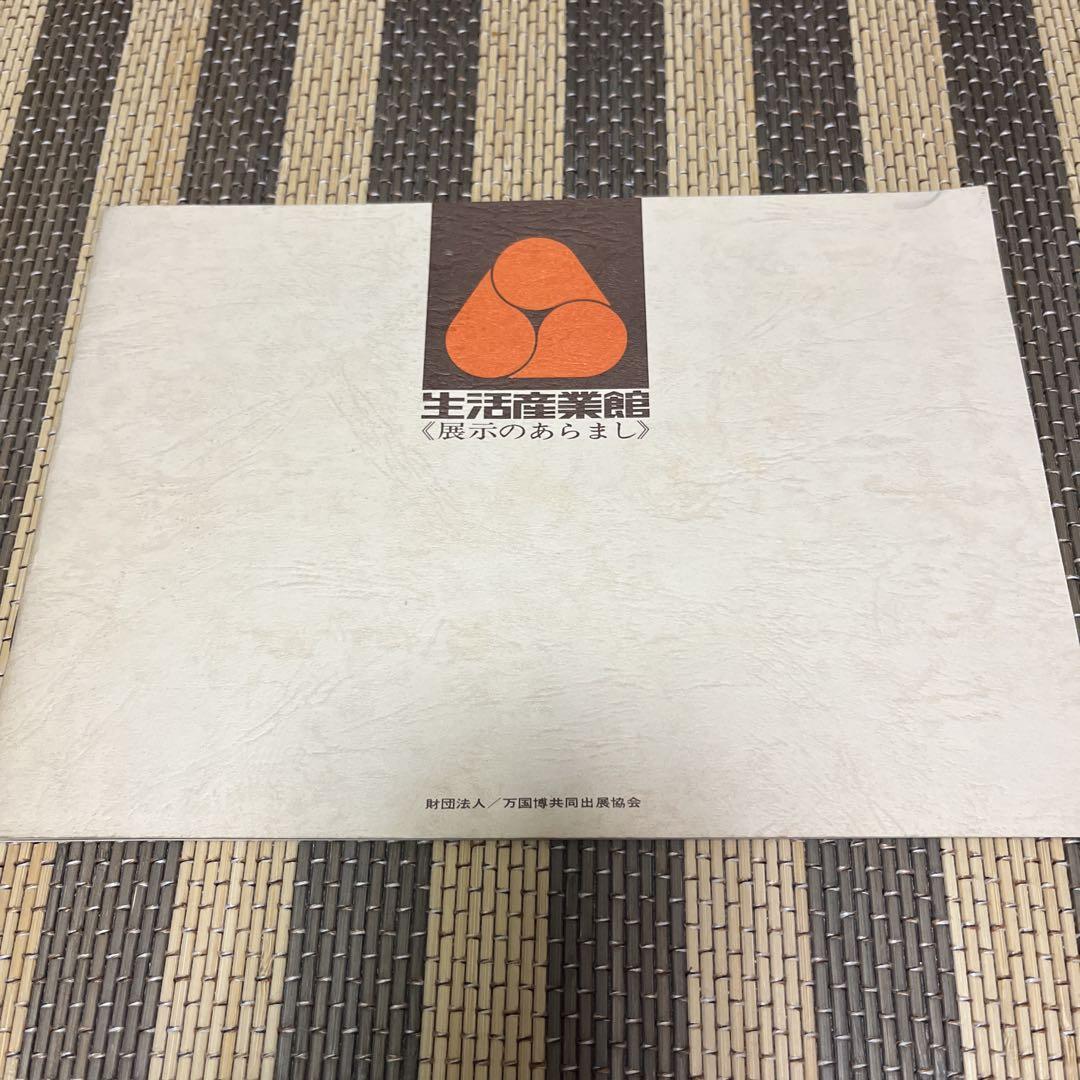 生活産業館
《展示のあらまし》
財団法人／万国博共同出展協会